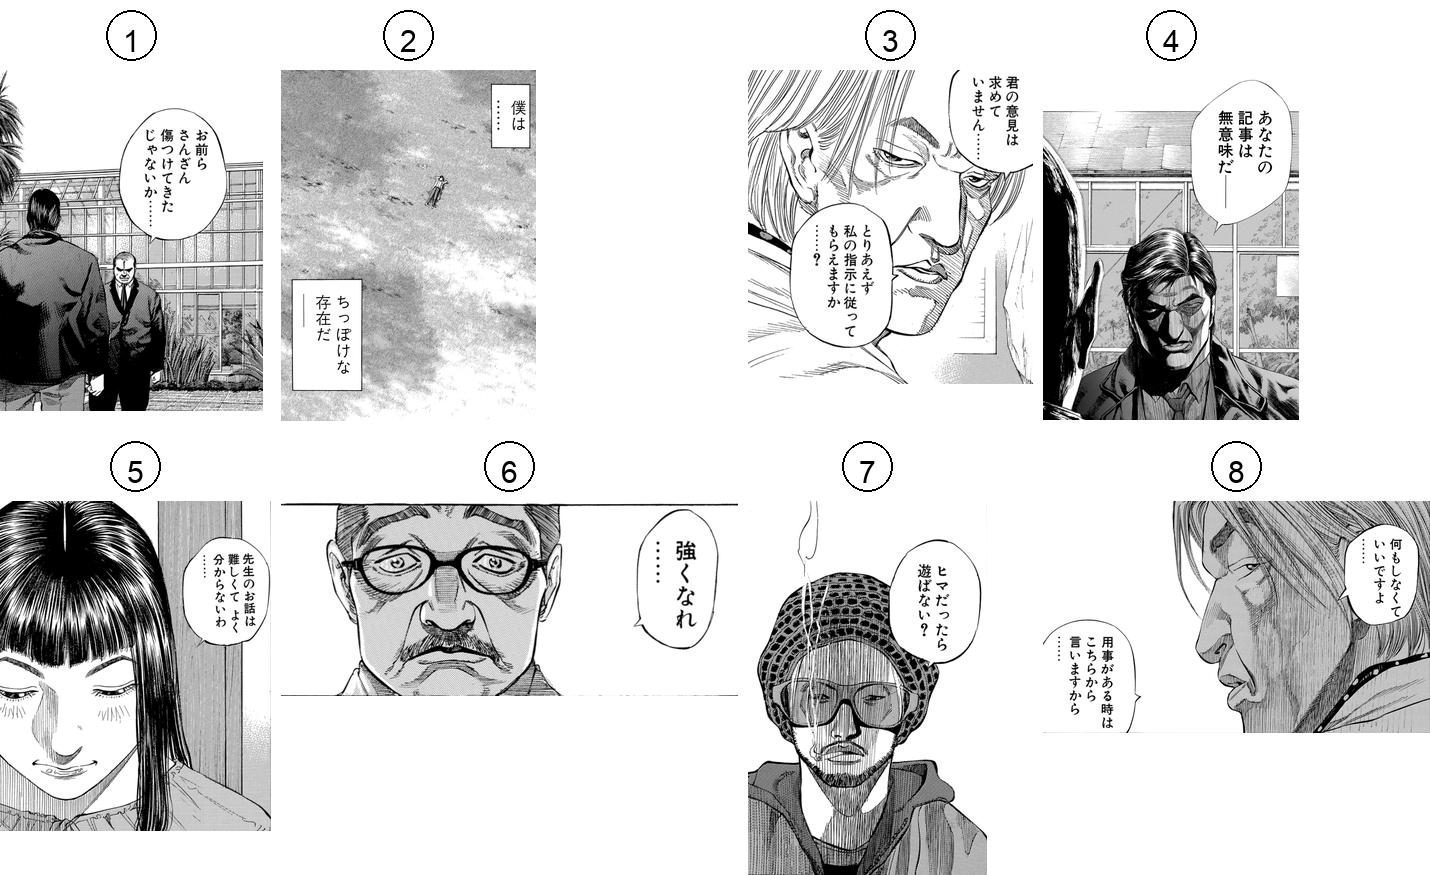 1
お前ら
さんざん
傷つけてきた
じゃないか……
2
僕は
……
ちっぽけな
存在だ
――
3
君の意見は
求めて
いません……
とりあえず
私の指示に従って
もらえますか
……?
4
あなたの
記事は
無意味だ――
5
先生のお話は
難しくて よく
分からないわ
……
6
強くなれ
……
7
ヒマだったら
遊ばない?
8
何もしなくて
いいですよ
……
用事がある時は
こちらから
言いますから
……